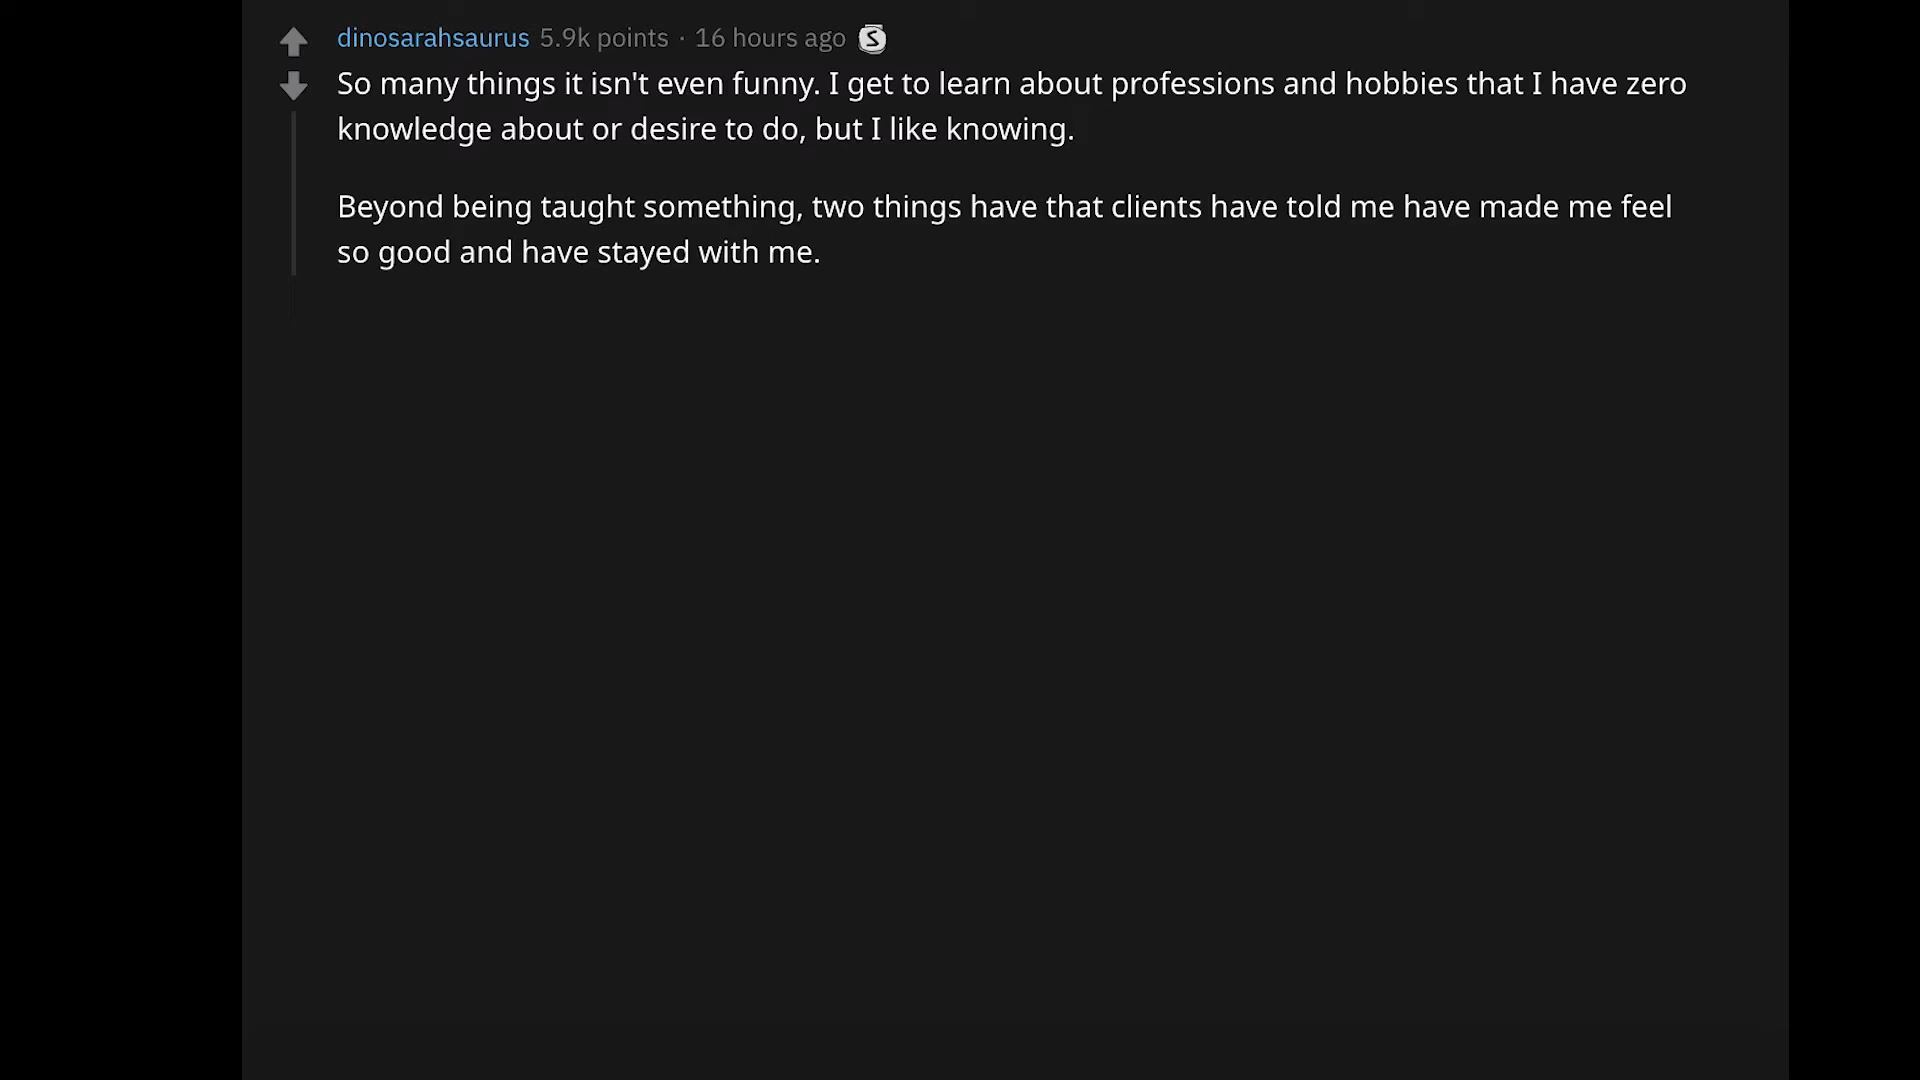 dinosarahsaurus 5.9k points · 16 hours ago S
So many things it isn't even funny. I get to learn about professions and hobbies that I have zero
knowledge about or desire to do, but I like knowing.
Beyond being taught something, two things have that clients have told me have made me feel
so good and have stayed with me.